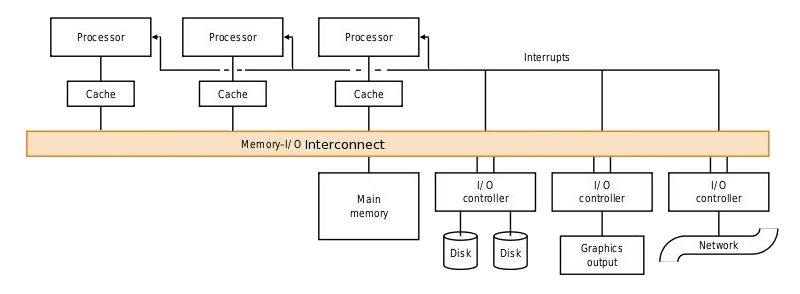 Processor
Processor
Processor
Interrupts
Cache
Cache
Cache
Memory–I/O Interconnect
Main
memory
I/O
controller
I/O
controller
I/O
controller
Disk
Disk
Graphics
output
Network